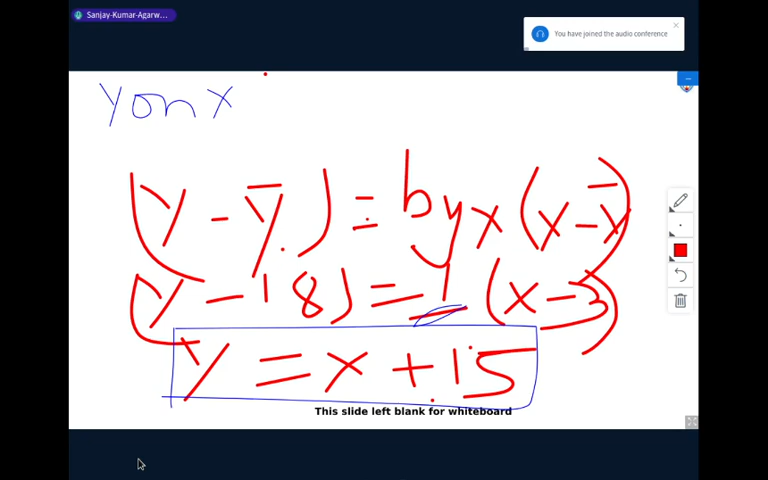 Sanjay-Kumar-Agarw...
You have joined the audio conference
y on x
(y - ȳ) = byx (x - x̄)
(y - 18) = 1 (x - 3)
y = x + 15
This slide left blank for whiteboard